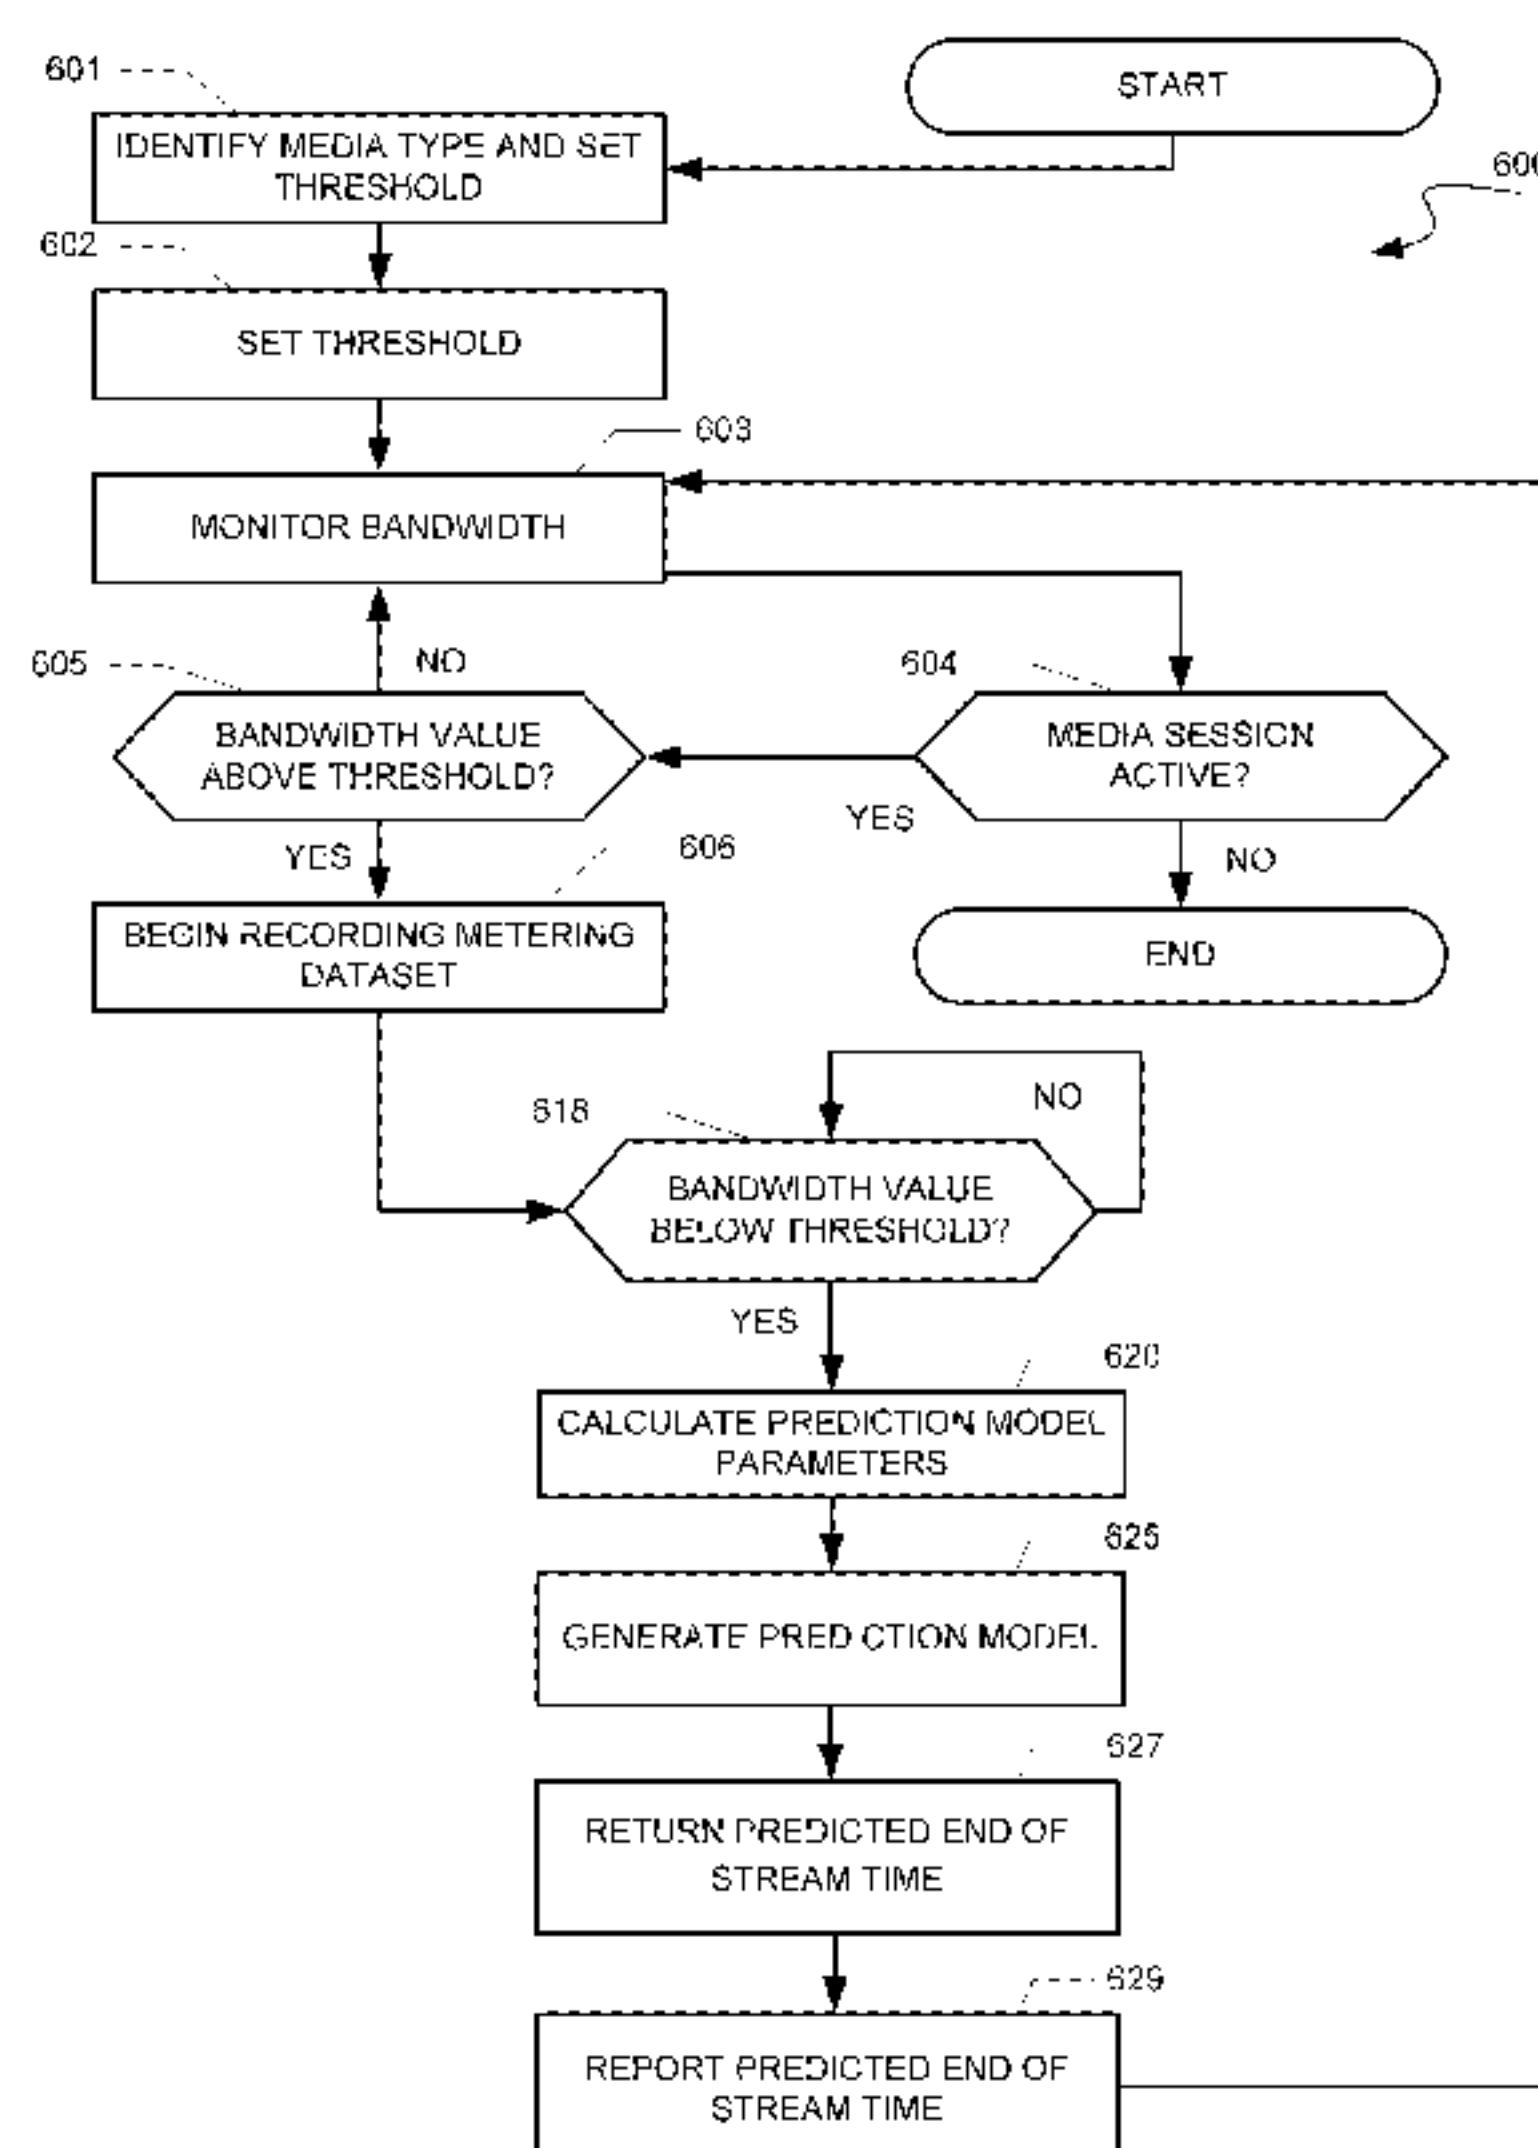 START
601
IDENTIFY MEDIA TYPE AND SET
THRESHOLD
600
602
SET THRESHOLD
603
MONITOR BANDWIDTH
NO
605
BANDWIDTH VALUE
ABOVE THRESHOLD?
604
MEDIA SESSION
ACTIVE?
YES
YES
NO
606
BEGIN RECORDING METERING
DATASET
END
NO
618
BANDWIDTH VALUE
BELOW THRESHOLD?
YES
620
CALCULATE PREDICTION MODEL
PARAMETERS
625
GENERATE PREDICTION MODEL
627
RETURN PREDICTED END OF
STREAM TIME
629
REPORT PREDICTED END OF
STREAM TIME